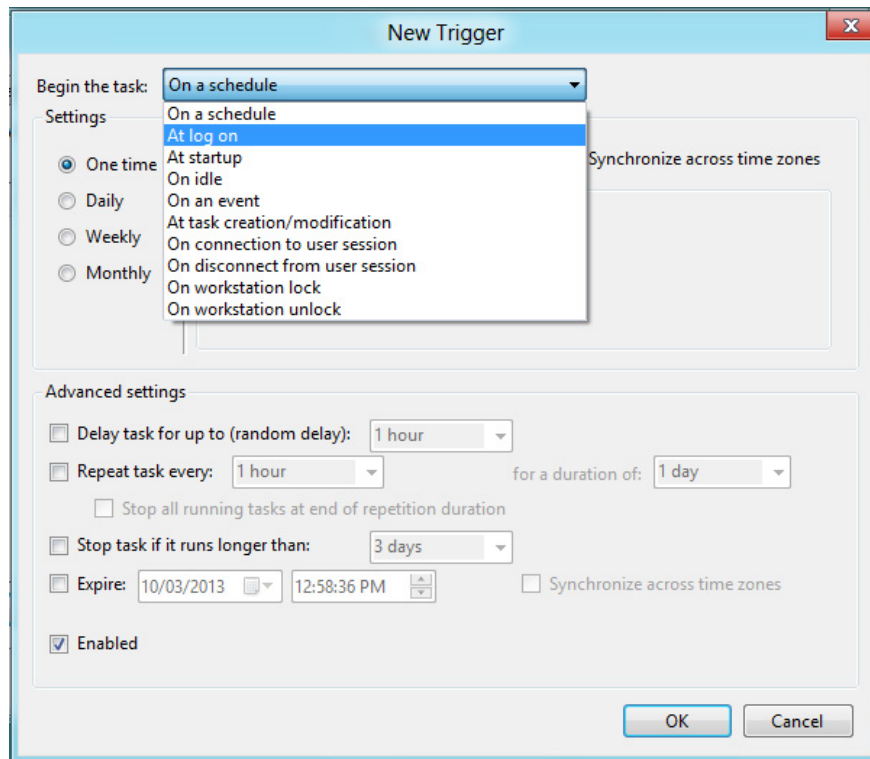 New Trigger
x
Begin the task: On a schedule
Settings
On a schedule
At log on
At startup
On idle
On an event
At task creation/modification
On connection to user session
On disconnect from user session
On workstation lock
On workstation unlock
One time
Synchronize across time zones
Daily
Weekly
Monthly
Advanced settings
Delay task for up to (random delay): 1 hour
Repeat task every: 1 hour for a duration of: 1 day
Stop all running tasks at end of repetition duration
Stop task if it runs longer than: 3 days
Expire: 10/03/2013 12:58:36 PM Synchronize across time zones
Enabled
OK Cancel